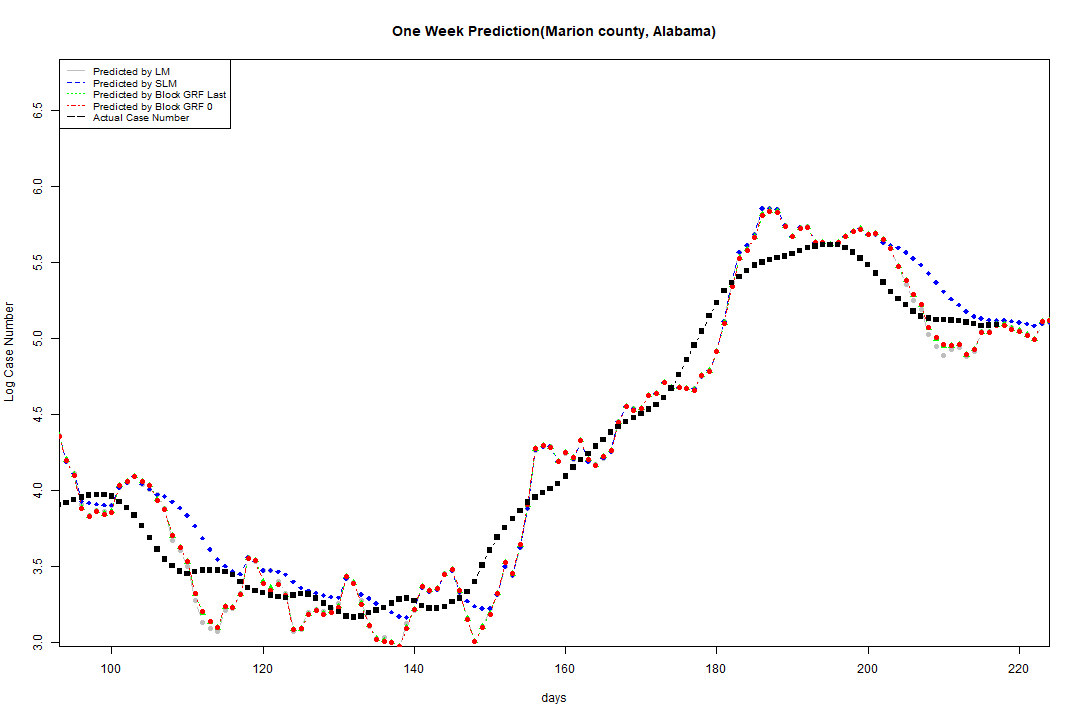 One Week Prediction(Marion county, Alabama)
Predicted by LM
Predicted by SLM
Predicted by Block GRF Last
Predicted by Block GRF 0
Actual Case Number
6.5
6.0
5.5
5.0
4.5
4.0
3.5
3.0
Log Case Number
100 120 140 160 180 200 220
days